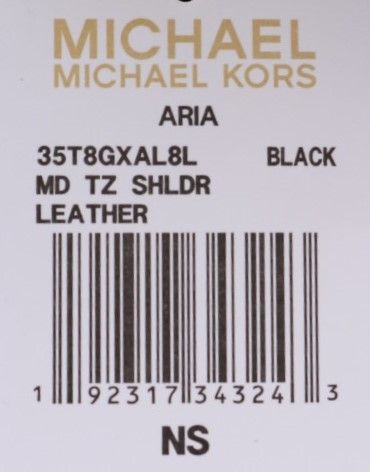 MICHAEL
MICHAEL KORS
ARIA
35T8GXAL8L BLACK
MD TZ SHLDR
LEATHER
1 92317 34324 3
NS